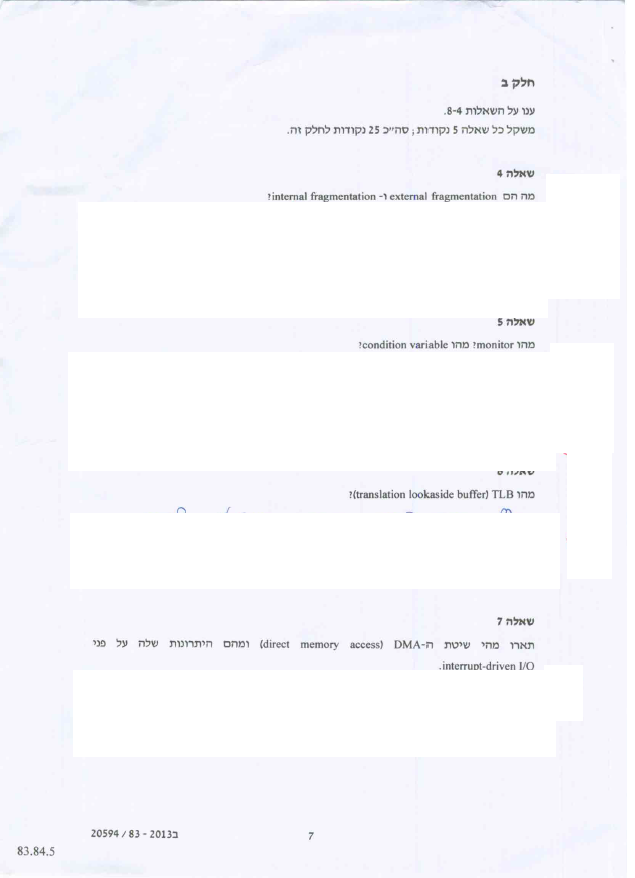 חלק ב
ענו על השאלות 8-4.
משקל כל שאלה 5 נקודות; סה״כ 25 נקודות לחלק זה.
שאלה 4
מה הם external fragmentation ו- internal fragmentation?
שאלה 5
מהו monitor? מהו condition variable?
שאלה 6
מהו TLB (translation lookaside buffer)?
שאלה 7
תארו מהי שיטת ה-DMA (direct memory access) ומהם היתרונות שלה על פני
interrupt-driven I/O.
7
20594 / 83 - 2013ב
83.84.5